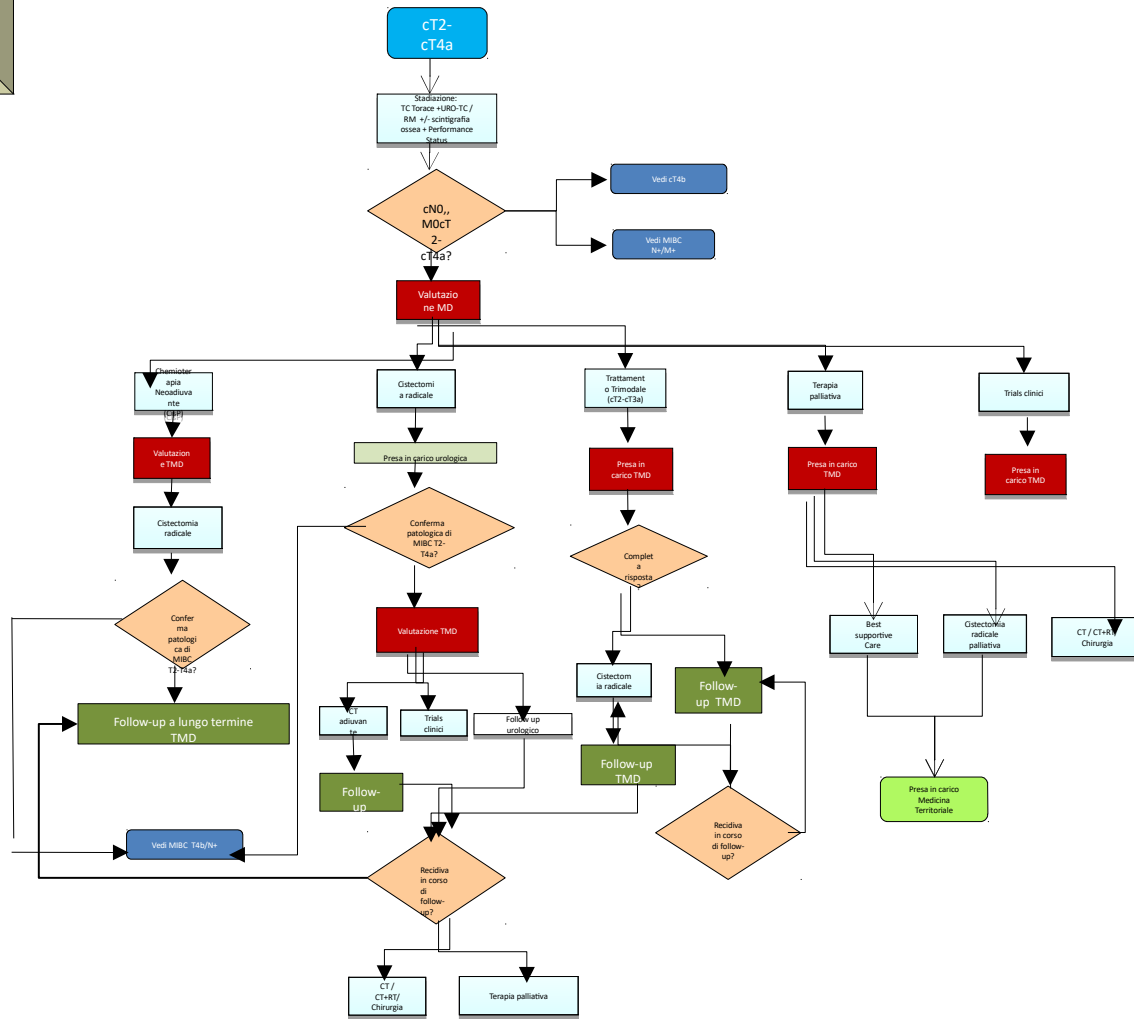 cT2-
cT4a
Stadiazione:
TC Torace +URO-TC /
RM +/- scintigrafia
ossea + Performance
Status
cN0,,
M0cT
2-
cT4a?
Vedi cT4b
Vedi MIBC
N+/M+
Valutazio
ne MD
Chemioter
apia
Neoadiuva
nte
(CISP)
Cistectomi
a radicale
Trattament
o Trimodale
(cT2-cT3a)
Terapia
palliativa
Trials clinici
Valutazion
e TMD
Presa in carico urologica
Presa in
carico TMD
Presa in carico
TMD
Presa in
carico TMD
Cistectomia
radicale
Conferma
patologica di
MIBC T2-
T4a?
Complet
a
risposta
?
Confer
ma
patologi
ca di
MIBC
T2-T4a?
Valutazione TMD
Best
supportive
Care
Cistectomia
radicale
palliativa
CT / CT+RT/
Chirurgia
Cistectom
ia radicale
Follow-
up TMD
Follow-up a lungo termine
TMD
CT
adiuvan
te
Trials
clinici
Follow up
urologico
Follow-up
TMD
Follow-
up
Presa in carico
Medicina
Territoriale
Vedi MIBC T4b/N+
Recidiva
in corso
di follow-
up?
Recidiva
in corso
di
follow-
up?
CT /
CT+RT/
Chirurgia
Terapia palliativa